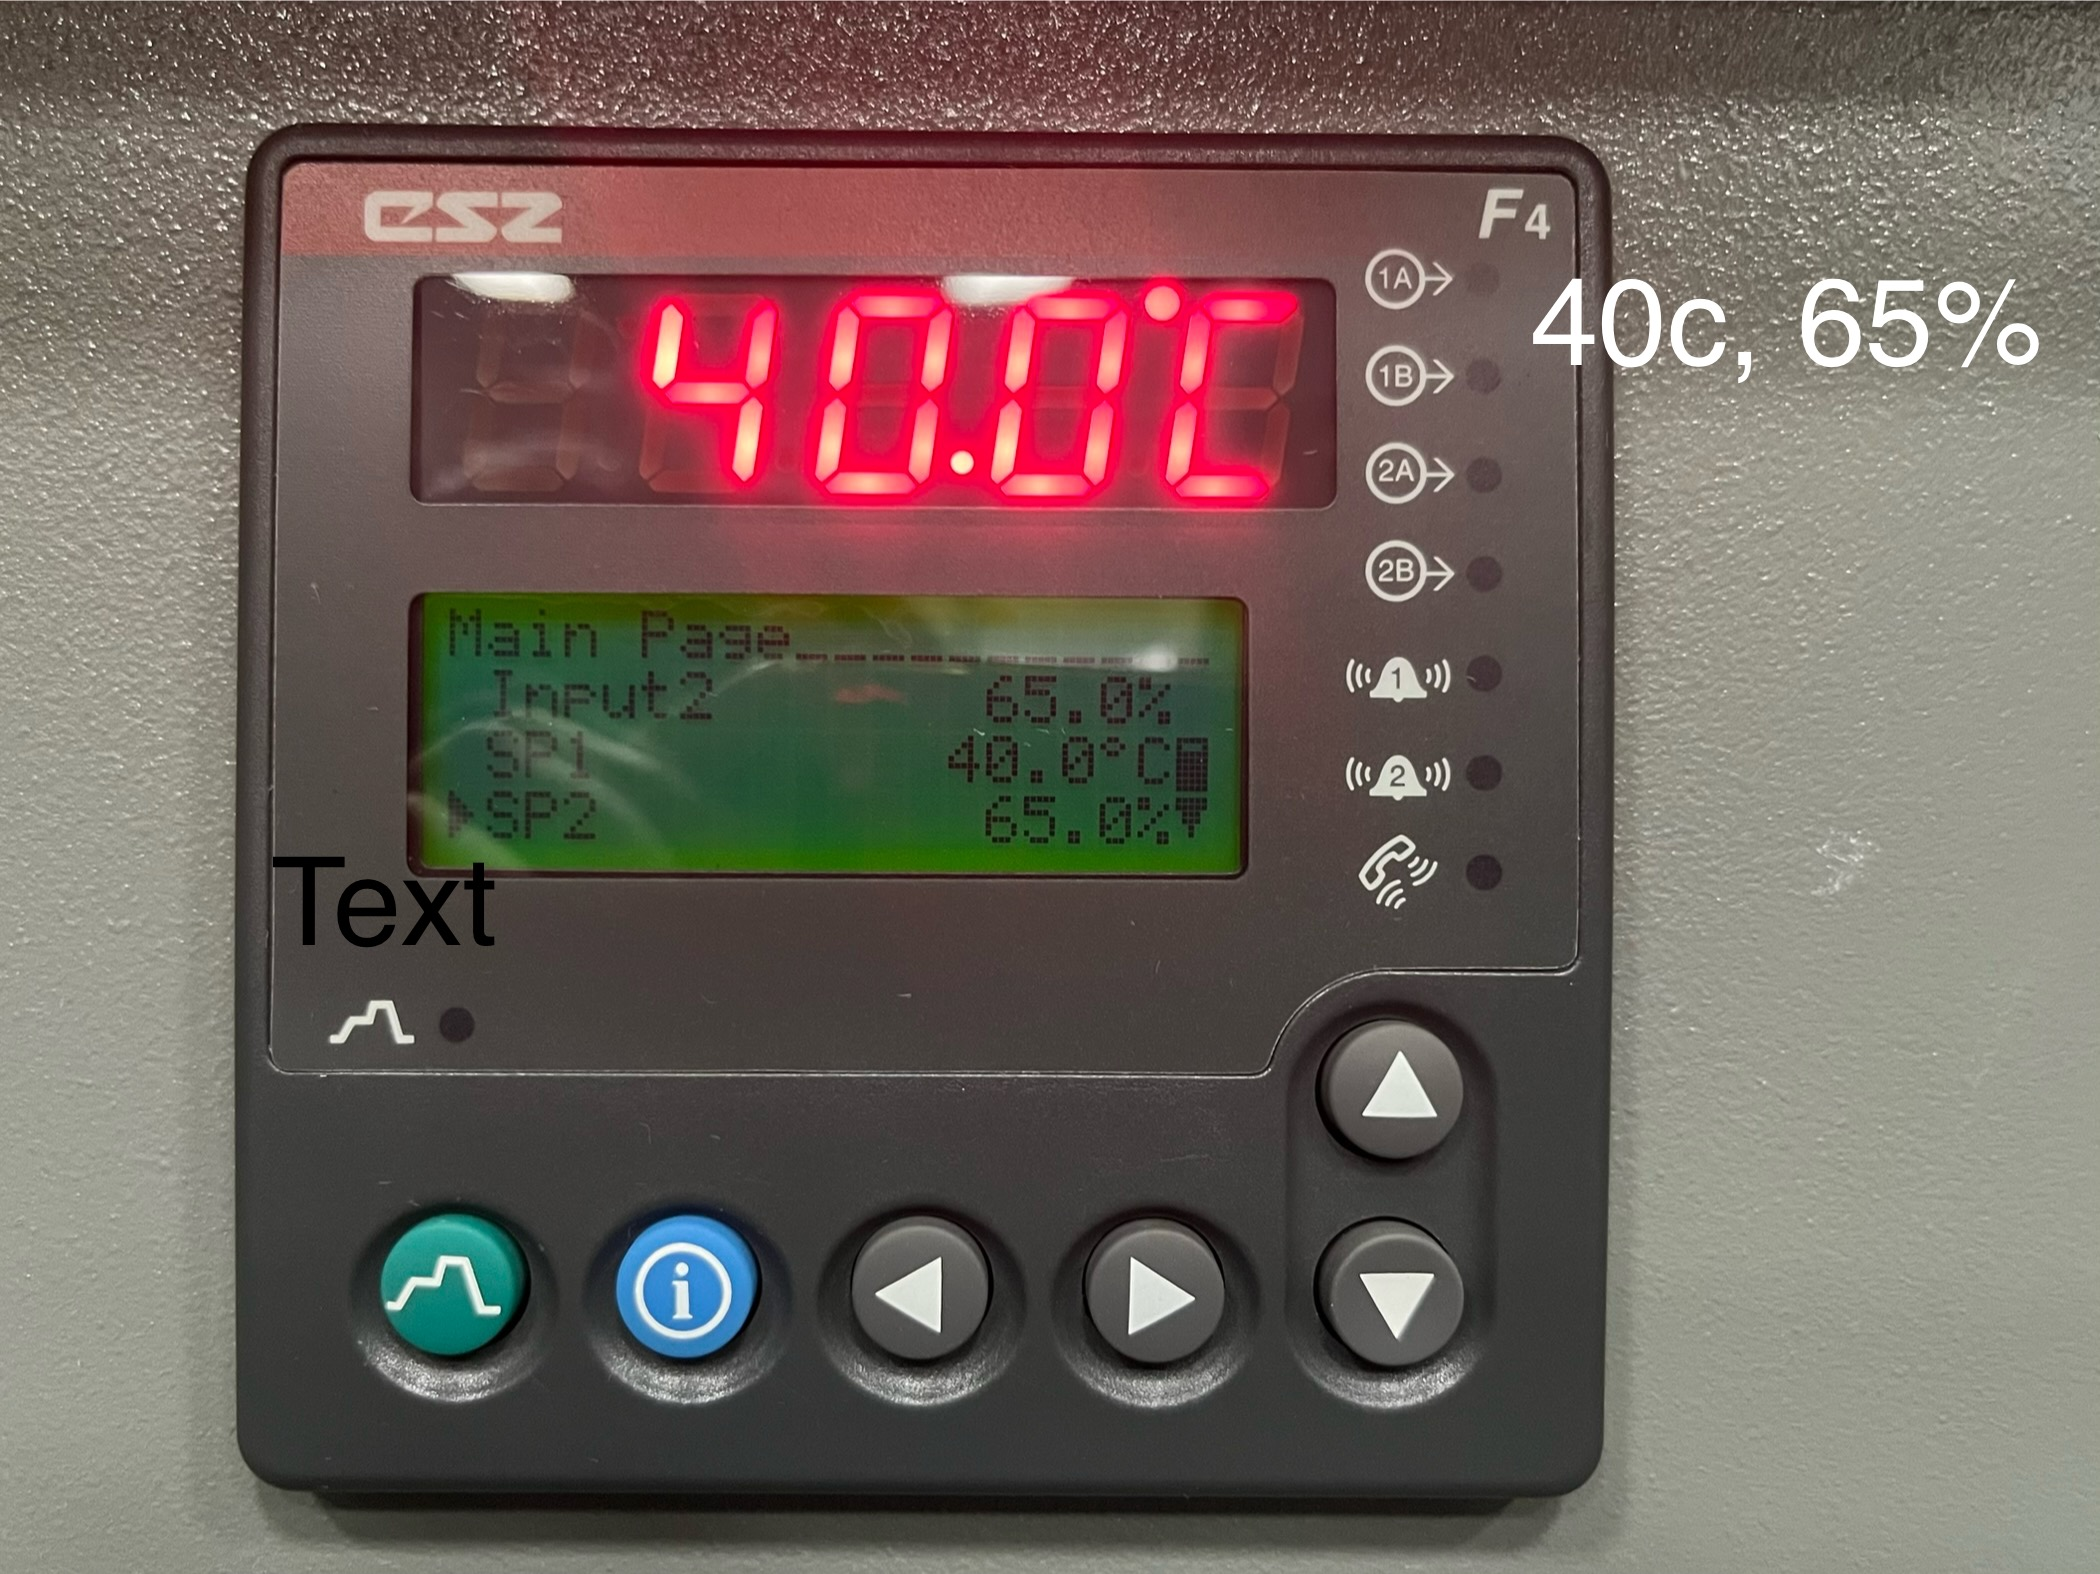 CSZ
F4
40.0°C
1A
40c, 65%
1B
2A
2B
Main Page
Input2 65.0%
SP1 40.0°C
SP2 65.0%
1
2
Text
i